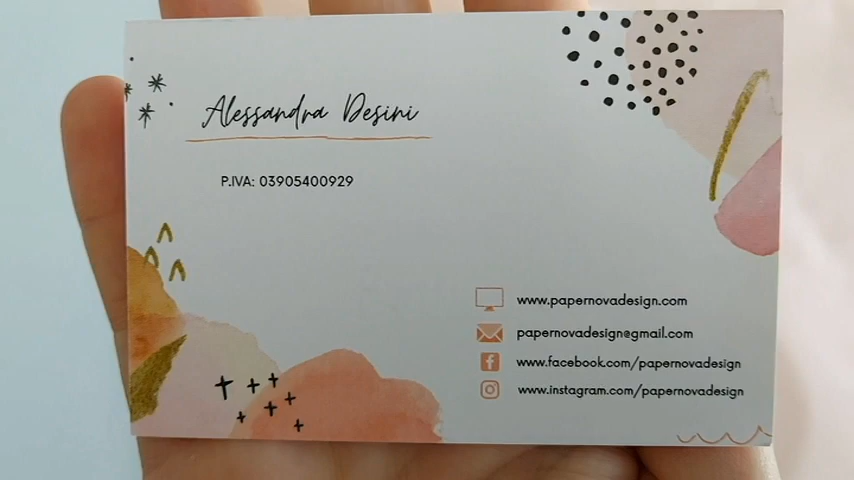 Alessandra Desini
P.IVA: 03905400929
www.papernovadesign.com
papernovadesign@gmail.com
www.facebook.com/papernovadesign
www.instagram.com/papernovadesign